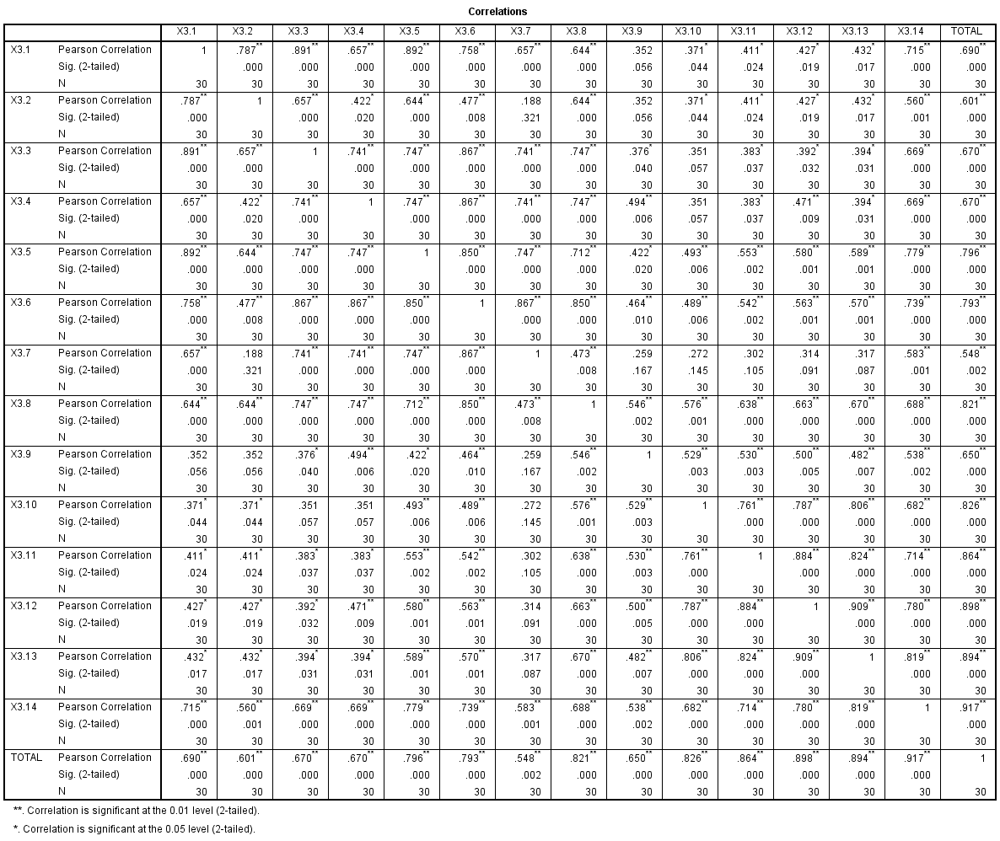 Correlations
X3.1 X3.2 X3.3 X3.4 X3.5 X3.6 X3.7 X3.8 X3.9 X3.10 X3.11 X3.12 X3.13 X3.14 TOTAL
X3.1 Pearson Correlation 1 .787** .891** .657** .892** .758** .657** .644** .352 .371* .411* .427* .432* .715** .690**
Sig. (2-tailed) .000 .000 .000 .000 .000 .000 .000 .056 .044 .024 .019 .017 .000 .000
N 30 30 30 30 30 30 30 30 30 30 30 30 30 30 30
X3.2 Pearson Correlation .787** 1 .657** .422* .644** .477** .188 .644** .352 .371* .411* .427* .432* .560** .601**
Sig. (2-tailed) .000 .000 .020 .000 .008 .321 .000 .056 .044 .024 .019 .017 .001 .000
N 30 30 30 30 30 30 30 30 30 30 30 30 30 30 30
X3.3 Pearson Correlation .891** .657** 1 .741** .747** .867** .741** .747** .376* .351 .383* .392* .394* .669** .670**
Sig. (2-tailed) .000 .000 .000 .000 .000 .000 .000 .040 .057 .037 .032 .031 .000 .000
N 30 30 30 30 30 30 30 30 30 30 30 30 30 30 30
X3.4 Pearson Correlation .657** .422* .741** 1 .747** .867** .741** .747** .494** .351 .383* .471** .394* .669** .670**
Sig. (2-tailed) .000 .020 .000 .000 .000 .000 .000 .006 .057 .037 .009 .031 .000 .000
N 30 30 30 30 30 30 30 30 30 30 30 30 30 30 30
X3.5 Pearson Correlation .892** .644** .747** .747** 1 .850** .747** .712** .422* .493** .553** .580** .589** .779** .796**
Sig. (2-tailed) .000 .000 .000 .000 .000 .000 .000 .020 .006 .002 .001 .001 .000 .000
N 30 30 30 30 30 30 30 30 30 30 30 30 30 30 30
X3.6 Pearson Correlation .758** .477** .867** .867** .850** 1 .867** .850** .464** .489** .542** .563** .570** .739** .793**
Sig. (2-tailed) .000 .008 .000 .000 .000 .000 .000 .010 .006 .002 .001 .001 .000 .000
N 30 30 30 30 30 30 30 30 30 30 30 30 30 30 30
X3.7 Pearson Correlation .657** .188 .741** .741** .747** .867** 1 .473** .259 .272 .302 .314 .317 .583** .548**
Sig. (2-tailed) .000 .321 .000 .000 .000 .000 .008 .167 .145 .105 .091 .087 .001 .002
N 30 30 30 30 30 30 30 30 30 30 30 30 30 30 30
X3.8 Pearson Correlation .644** .644** .747** .747** .712** .850** .473** 1 .546** .576** .638** .663** .670** .688** .821**
Sig. (2-tailed) .000 .000 .000 .000 .000 .000 .008 .002 .001 .000 .000 .000 .000 .000
N 30 30 30 30 30 30 30 30 30 30 30 30 30 30 30
X3.9 Pearson Correlation .352 .352 .376* .494** .422* .464** .259 .546** 1 .529** .530** .500** .482** .538** .650**
Sig. (2-tailed) .056 .056 .040 .006 .020 .010 .167 .002 .003 .003 .005 .007 .002 .000
N 30 30 30 30 30 30 30 30 30 30 30 30 30 30 30
X3.10 Pearson Correlation .371* .371* .351 .351 .493** .489** .272 .576** .529** 1 .761** .787** .806** .682** .826**
Sig. (2-tailed) .044 .044 .057 .057 .006 .006 .145 .001 .003 .000 .000 .000 .000 .000
N 30 30 30 30 30 30 30 30 30 30 30 30 30 30 30
X3.11 Pearson Correlation .411* .411* .383* .383* .553** .542** .302 .638** .530** .761** 1 .884** .824** .714** .864**
Sig. (2-tailed) .024 .024 .037 .037 .002 .002 .105 .000 .003 .000 .000 .000 .000 .000
N 30 30 30 30 30 30 30 30 30 30 30 30 30 30 30
X3.12 Pearson Correlation .427* .427* .392* .471** .580** .563** .314 .663** .500** .787** .884** 1 .909** .780** .898**
Sig. (2-tailed) .019 .019 .032 .009 .001 .001 .091 .000 .005 .000 .000 .000 .000 .000
N 30 30 30 30 30 30 30 30 30 30 30 30 30 30 30
X3.13 Pearson Correlation .432* .432* .394* .394* .589** .570** .317 .670** .482** .806** .824** .909** 1 .819** .894**
Sig. (2-tailed) .017 .017 .031 .031 .001 .001 .087 .000 .007 .000 .000 .000 .000 .000
N 30 30 30 30 30 30 30 30 30 30 30 30 30 30 30
X3.14 Pearson Correlation .715** .560** .669** .669** .779** .739** .583** .688** .538** .682** .714** .780** .819** 1 .917**
Sig. (2-tailed) .000 .001 .000 .000 .000 .000 .001 .000 .002 .000 .000 .000 .000 .000
N 30 30 30 30 30 30 30 30 30 30 30 30 30 30 30
TOTAL Pearson Correlation .690** .601** .670** .670** .796** .793** .548** .821** .650** .826** .864** .898** .894** .917** 1
Sig. (2-tailed) .000 .000 .000 .000 .000 .000 .002 .000 .000 .000 .000 .000 .000 .000
N 30 30 30 30 30 30 30 30 30 30 30 30 30 30 30
**. Correlation is significant at the 0.01 level (2-tailed).
*. Correlation is significant at the 0.05 level (2-tailed).